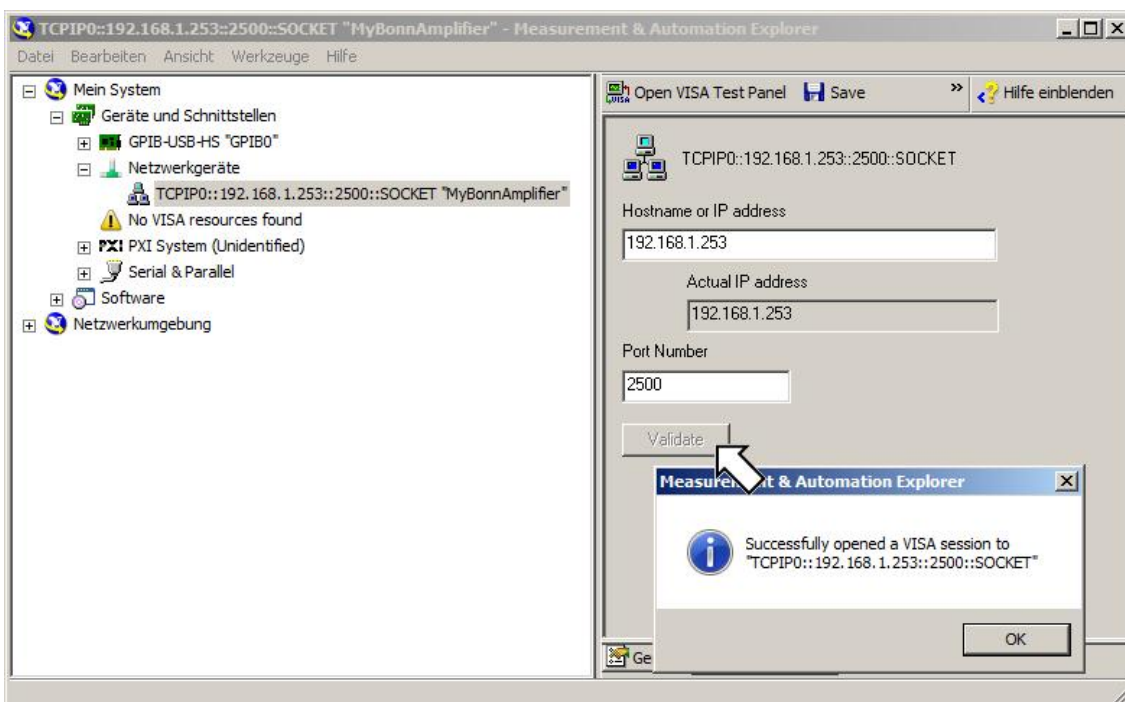 TCPIP0::192.168.1.253::2500::SOCKET "MyBonnAmplifier" - Measurement & Automation Explorer
Datei Bearbeiten Ansicht Werkzeuge Hilfe
Mein System
Geräte und Schnittstellen
GPIB-USB-HS "GPIB0"
Netzwerkgeräte
TCPIP0::192.168.1.253::2500::SOCKET "MyBonnAmplifier"
No VISA resources found
PXI PXI System (Unidentified)
Serial & Parallel
Software
Netzwerkumgebung
VISA Open VISA Test Panel Save » Hilfe einblenden
TCPIP0::192.168.1.253::2500::SOCKET
Hostname or IP address
192.168.1.253
Actual IP address
192.168.1.253
Port Number
2500
Validate
& Automation Explorer
Successfully opened a VISA session to
"TCPIP0::192.168.1.253::2500::SOCKET"
OK
Ge